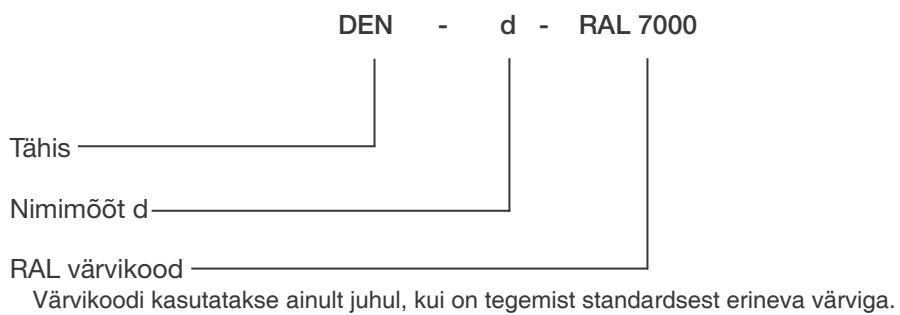 DEN - d - RAL 7000
Tähis
Nimimõõt d
RAL värvikood
Värvikoodi kasutatakse ainult juhul, kui on tegemist standardsest erineva värviga.